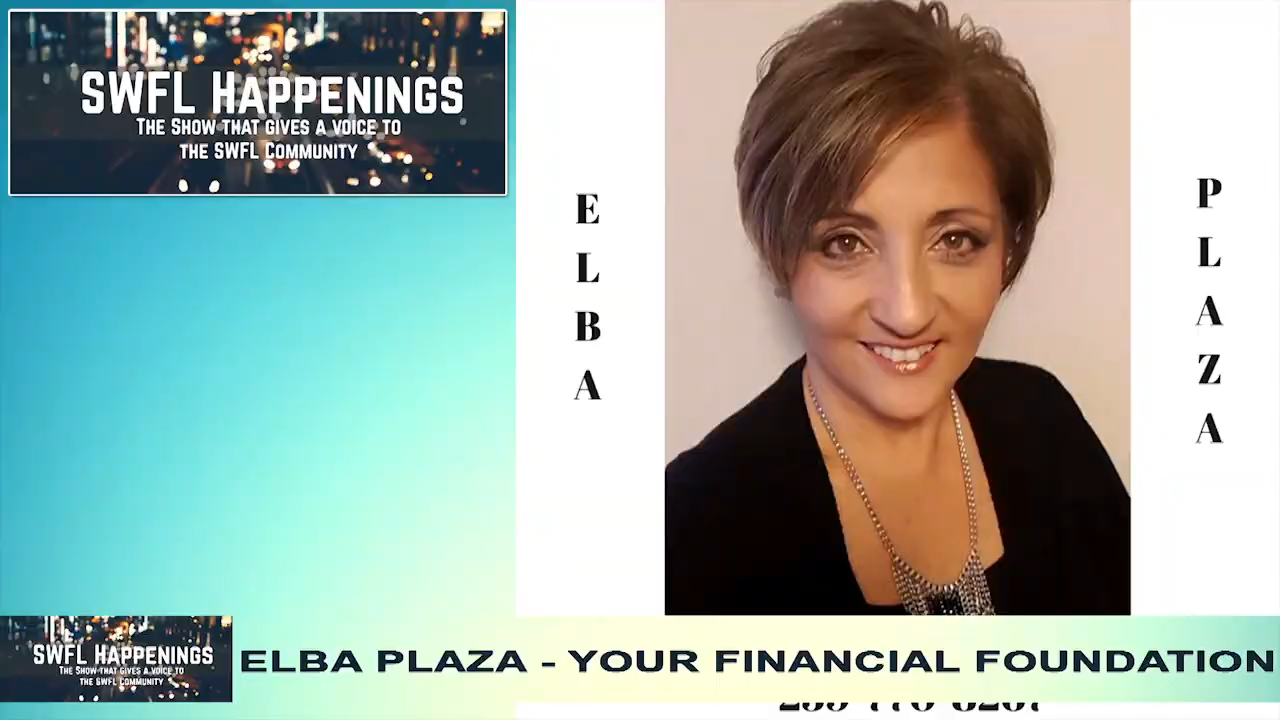 SWFL HAPPENINGS
THE SHOW THAT GIVES A VOICE TO
THE SWFL COMMUNITY
E
L
B
A
P
L
A
Z
A
SWFL HAPPENINGS
THE SHOW THAT GIVES A VOICE TO
THE SWFL COMMUNITY
ELBA PLAZA - YOUR FINANCIAL FOUNDATION